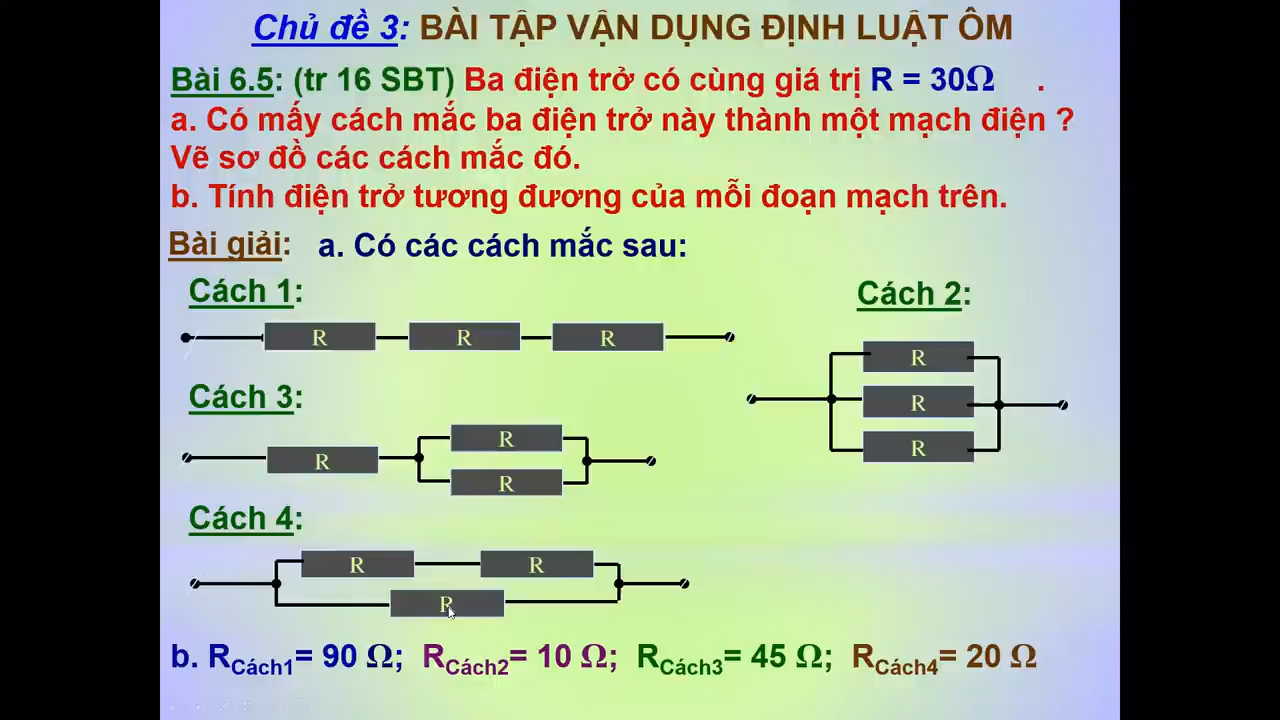 Chủ đề 3: BÀI TẬP VẬN DỤNG ĐỊNH LUẬT ÔM
Bài 6.5: (tr 16 SBT) Ba điện trở có cùng giá trị R = 30Ω .
a. Có mấy cách mắc ba điện trở này thành một mạch điện ?
Vẽ sơ đồ các cách mắc đó.
b. Tính điện trở tương đương của mỗi đoạn mạch trên.
Bài giải: a. Có các cách mắc sau:
Cách 1:
R R R
Cách 2:
R
R
R
Cách 3:
R
R
R
Cách 4:
R R
R
b. RCách1= 90 Ω; RCách2= 10 Ω; RCách3= 45 Ω; RCách4= 20 Ω